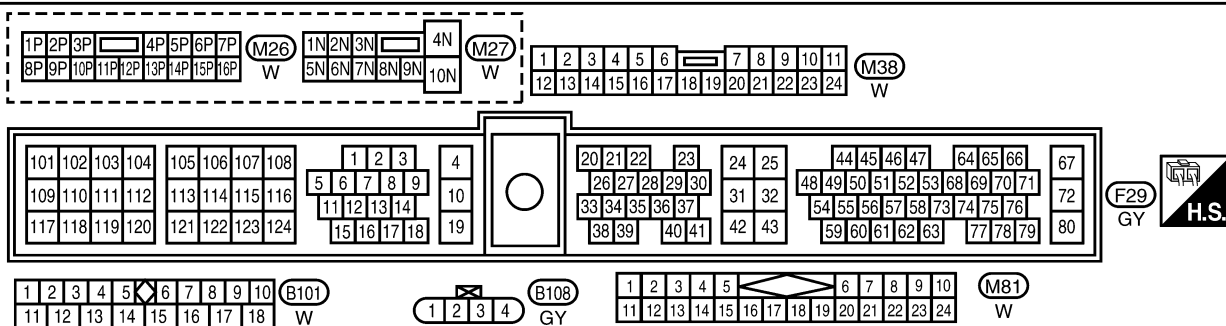 1P 2P 3P 4P 5P 6P 7P M26
8P 9P 10P 11P 12P 13P 14P 15P 16P W
1N 2N 3N 4N M27
5N 6N 7N 8N 9N 10N W
1 2 3 4 5 6 7 8 9 10 11 M38
12 13 14 15 16 17 18 19 20 21 22 23 24 W
101 102 103 104 105 106 107 108 1 2 3 4 20 21 22 23 24 25 44 45 46 47 64 65 66 67
5 6 7 8 9 26 27 28 29 30 48 49 50 51 52 53 68 69 70 71
109 110 111 112 113 114 115 116 10 31 32 72 F29
11 12 13 14 33 34 35 36 37 54 55 56 57 58 73 74 75 76 GY
117 118 119 120 121 122 123 124 15 16 17 18 19 38 39 40 41 42 43 59 60 61 62 63 77 78 79 80
H.S.
1 2 3 4 5 6 7 8 9 10 B101
11 12 13 14 15 16 17 18 W
1 2 3 4 B108
GY
1 2 3 4 5 6 7 8 9 10 M81
11 12 13 14 15 16 17 18 19 20 21 22 23 24 W